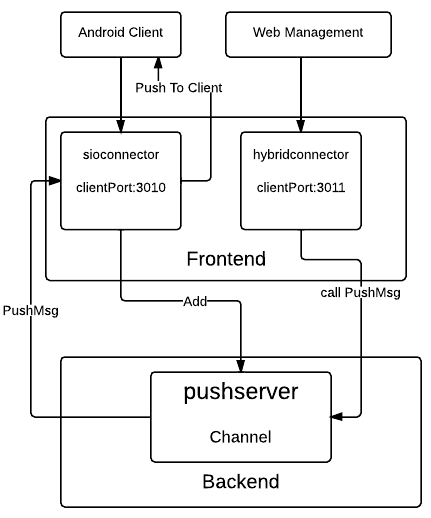 Android Client
Web Management
Push To Client
sioconnector
clientPort:3010
hybridconnector
clientPort:3011
Frontend
call PushMsg
Add
PushMsg
pushserver
Channel
Backend